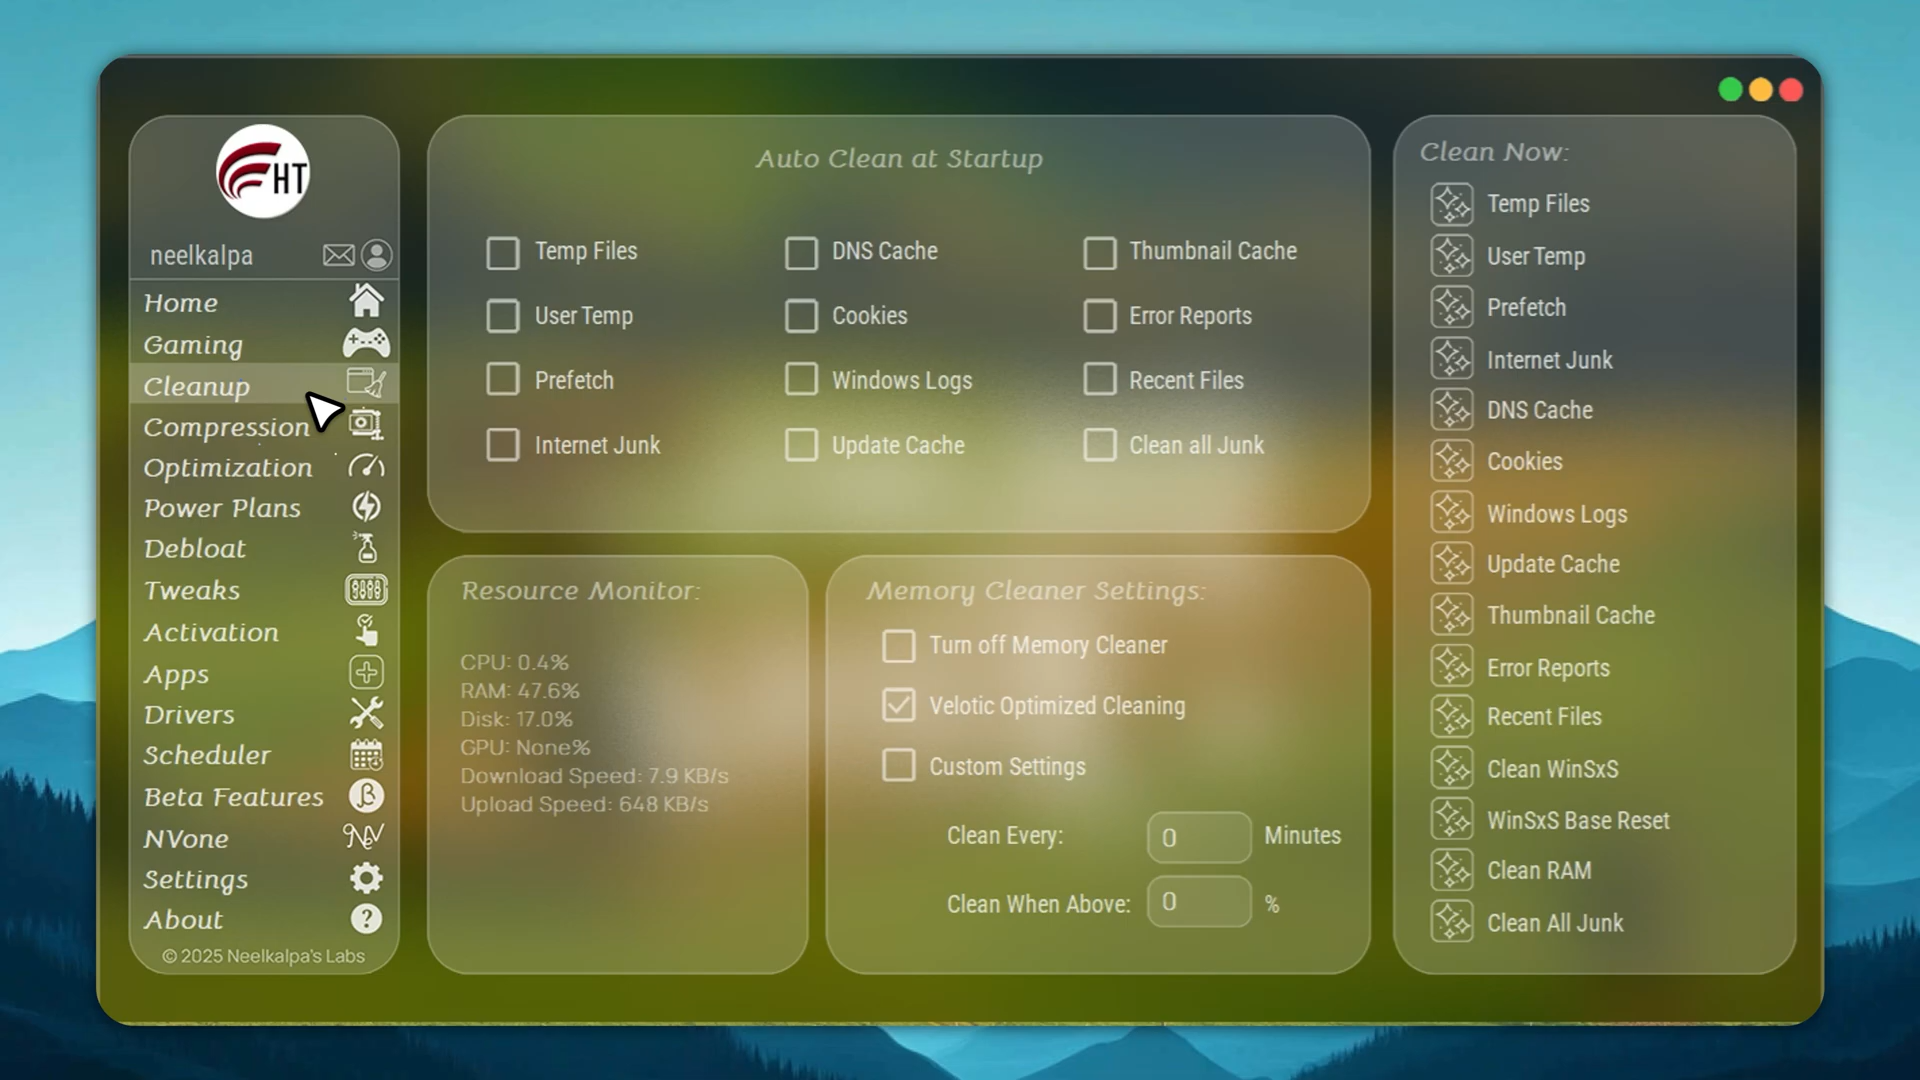 HT
neelkalpa
Home
Gaming
Cleanup
Compression
Optimization
Power Plans
Debloat
Tweaks
Activation
Apps
Drivers
Scheduler
Beta Features
β
NVone
NV
Settings
About
?
© 2025 Neelkalpa's Labs
Auto Clean at Startup
Temp Files
DNS Cache
Thumbnail Cache
User Temp
Cookies
Error Reports
Prefetch
Windows Logs
Recent Files
Internet Junk
Update Cache
Clean all Junk
Resource Monitor:
CPU: 0.4%
RAM: 47.6%
Disk: 17.0%
GPU: None%
Download Speed: 7.9 KB/s
Upload Speed: 648 KB/s
Memory Cleaner Settings:
Turn off Memory Cleaner
Velotic Optimized Cleaning
Custom Settings
Clean Every: 0 Minutes
Clean When Above: 0 %
Clean Now:
Temp Files
User Temp
Prefetch
Internet Junk
DNS Cache
Cookies
Windows Logs
Update Cache
Thumbnail Cache
Error Reports
Recent Files
Clean WinSxS
WinSxS Base Reset
Clean RAM
Clean All Junk